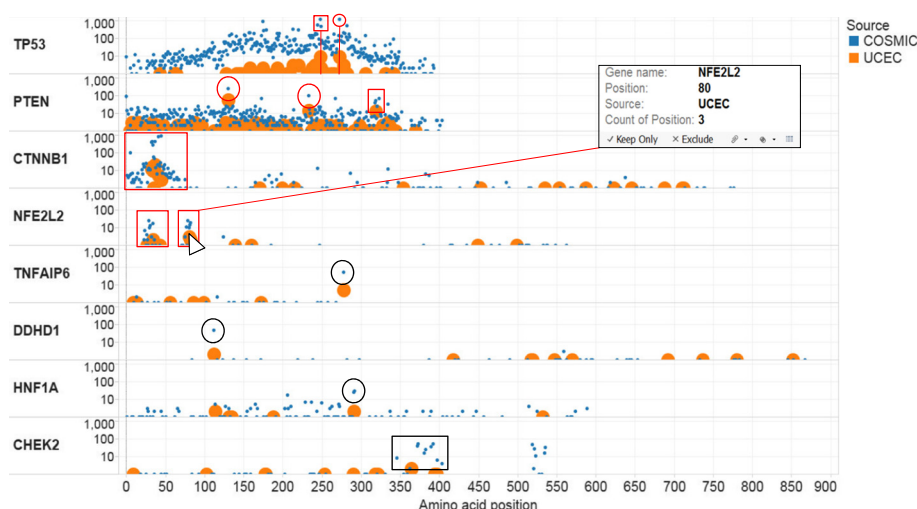 Source
COSMIC
UCEC
TP53
1,000
100
10
PTEN
1,000
100
10
CTNNB1
1,000
100
10
NFE2L2
1,000
100
10
TNFAIP6
1,000
100
10
DDHD1
1,000
100
10
HNF1A
1,000
100
10
CHEK2
1,000
100
10
Gene name: NFE2L2
Position: 80
Source: UCEC
Count of Position: 3
✓ Keep Only × Exclude
0 50 100 150 200 250 300 350 400 450 500 550 600 650 700 750 800 850 900
Amino acid position